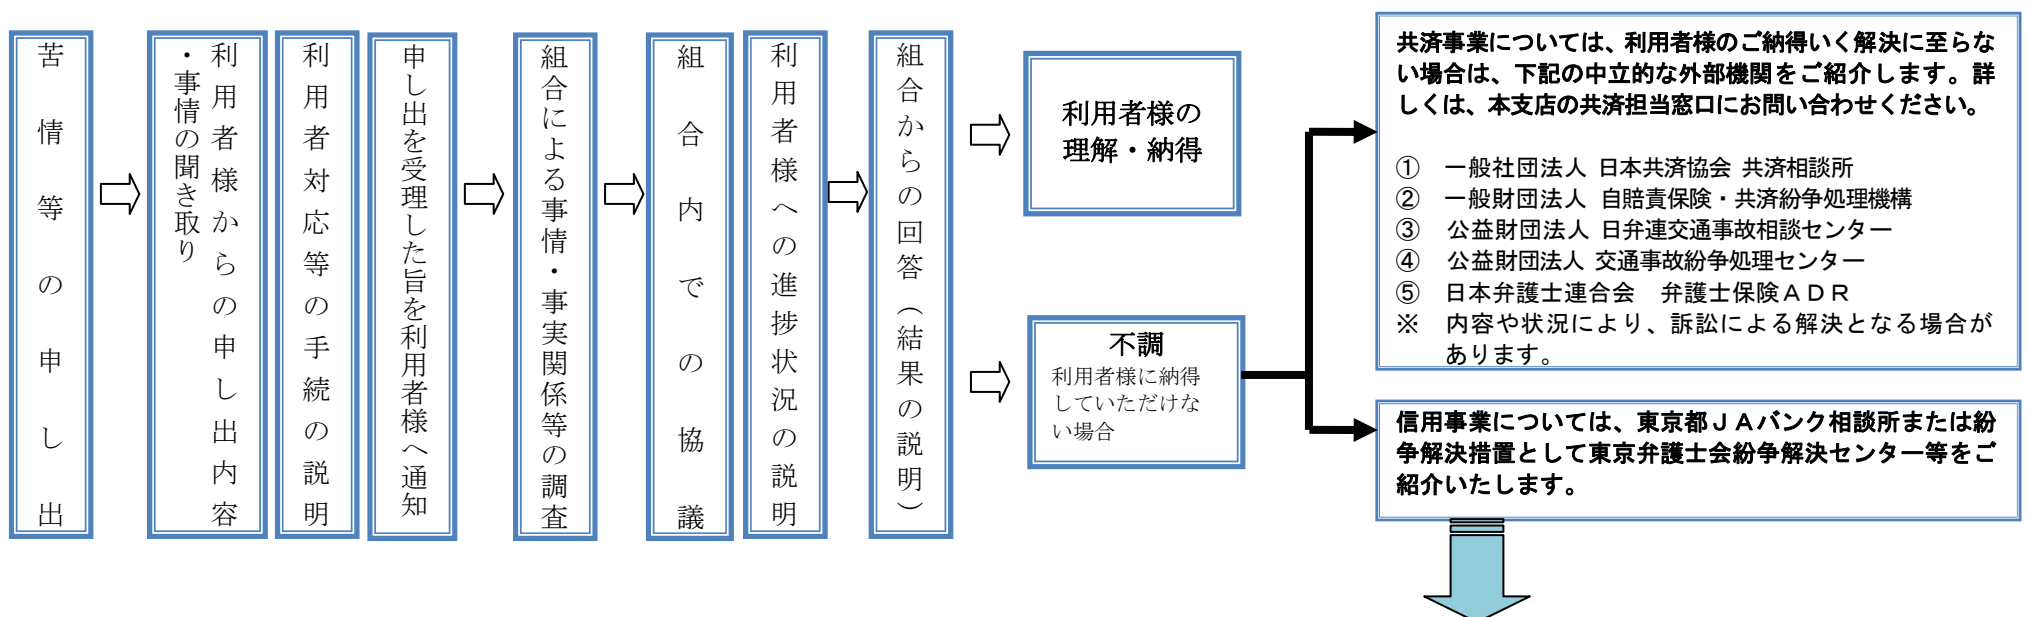 苦情等の申し出
利用者様からの申し出内容
・事情の聞き取り
利用者対応等の手続の説明
申し出を受理した旨を利用者様へ通知
組合による事情・事実関係等の調査
組合内での協議
利用者様への進捗状況の説明
組合からの回答（結果の説明）
利用者様の
理解・納得
不調
利用者様に納得
していただけな
い場合
共済事業については、利用者様のご納得いく解決に至らな
い場合は、下記の中立的な外部機関をご紹介します。詳
しくは、本支店の共済担当窓口にお問い合わせください。
① 一般社団法人 日本共済協会 共済相談所
② 一般財団法人 自賠責保険・共済紛争処理機構
③ 公益財団法人 日弁連交通事故相談センター
④ 公益財団法人 交通事故紛争処理センター
⑤ 日本弁護士連合会　弁護士保険ＡＤＲ
※ 内容や状況により、訴訟による解決となる場合が
あります。
信用事業については、東京都ＪＡバンク相談所または紛
争解決措置として東京弁護士会紛争解決センター等をご
紹介いたします。